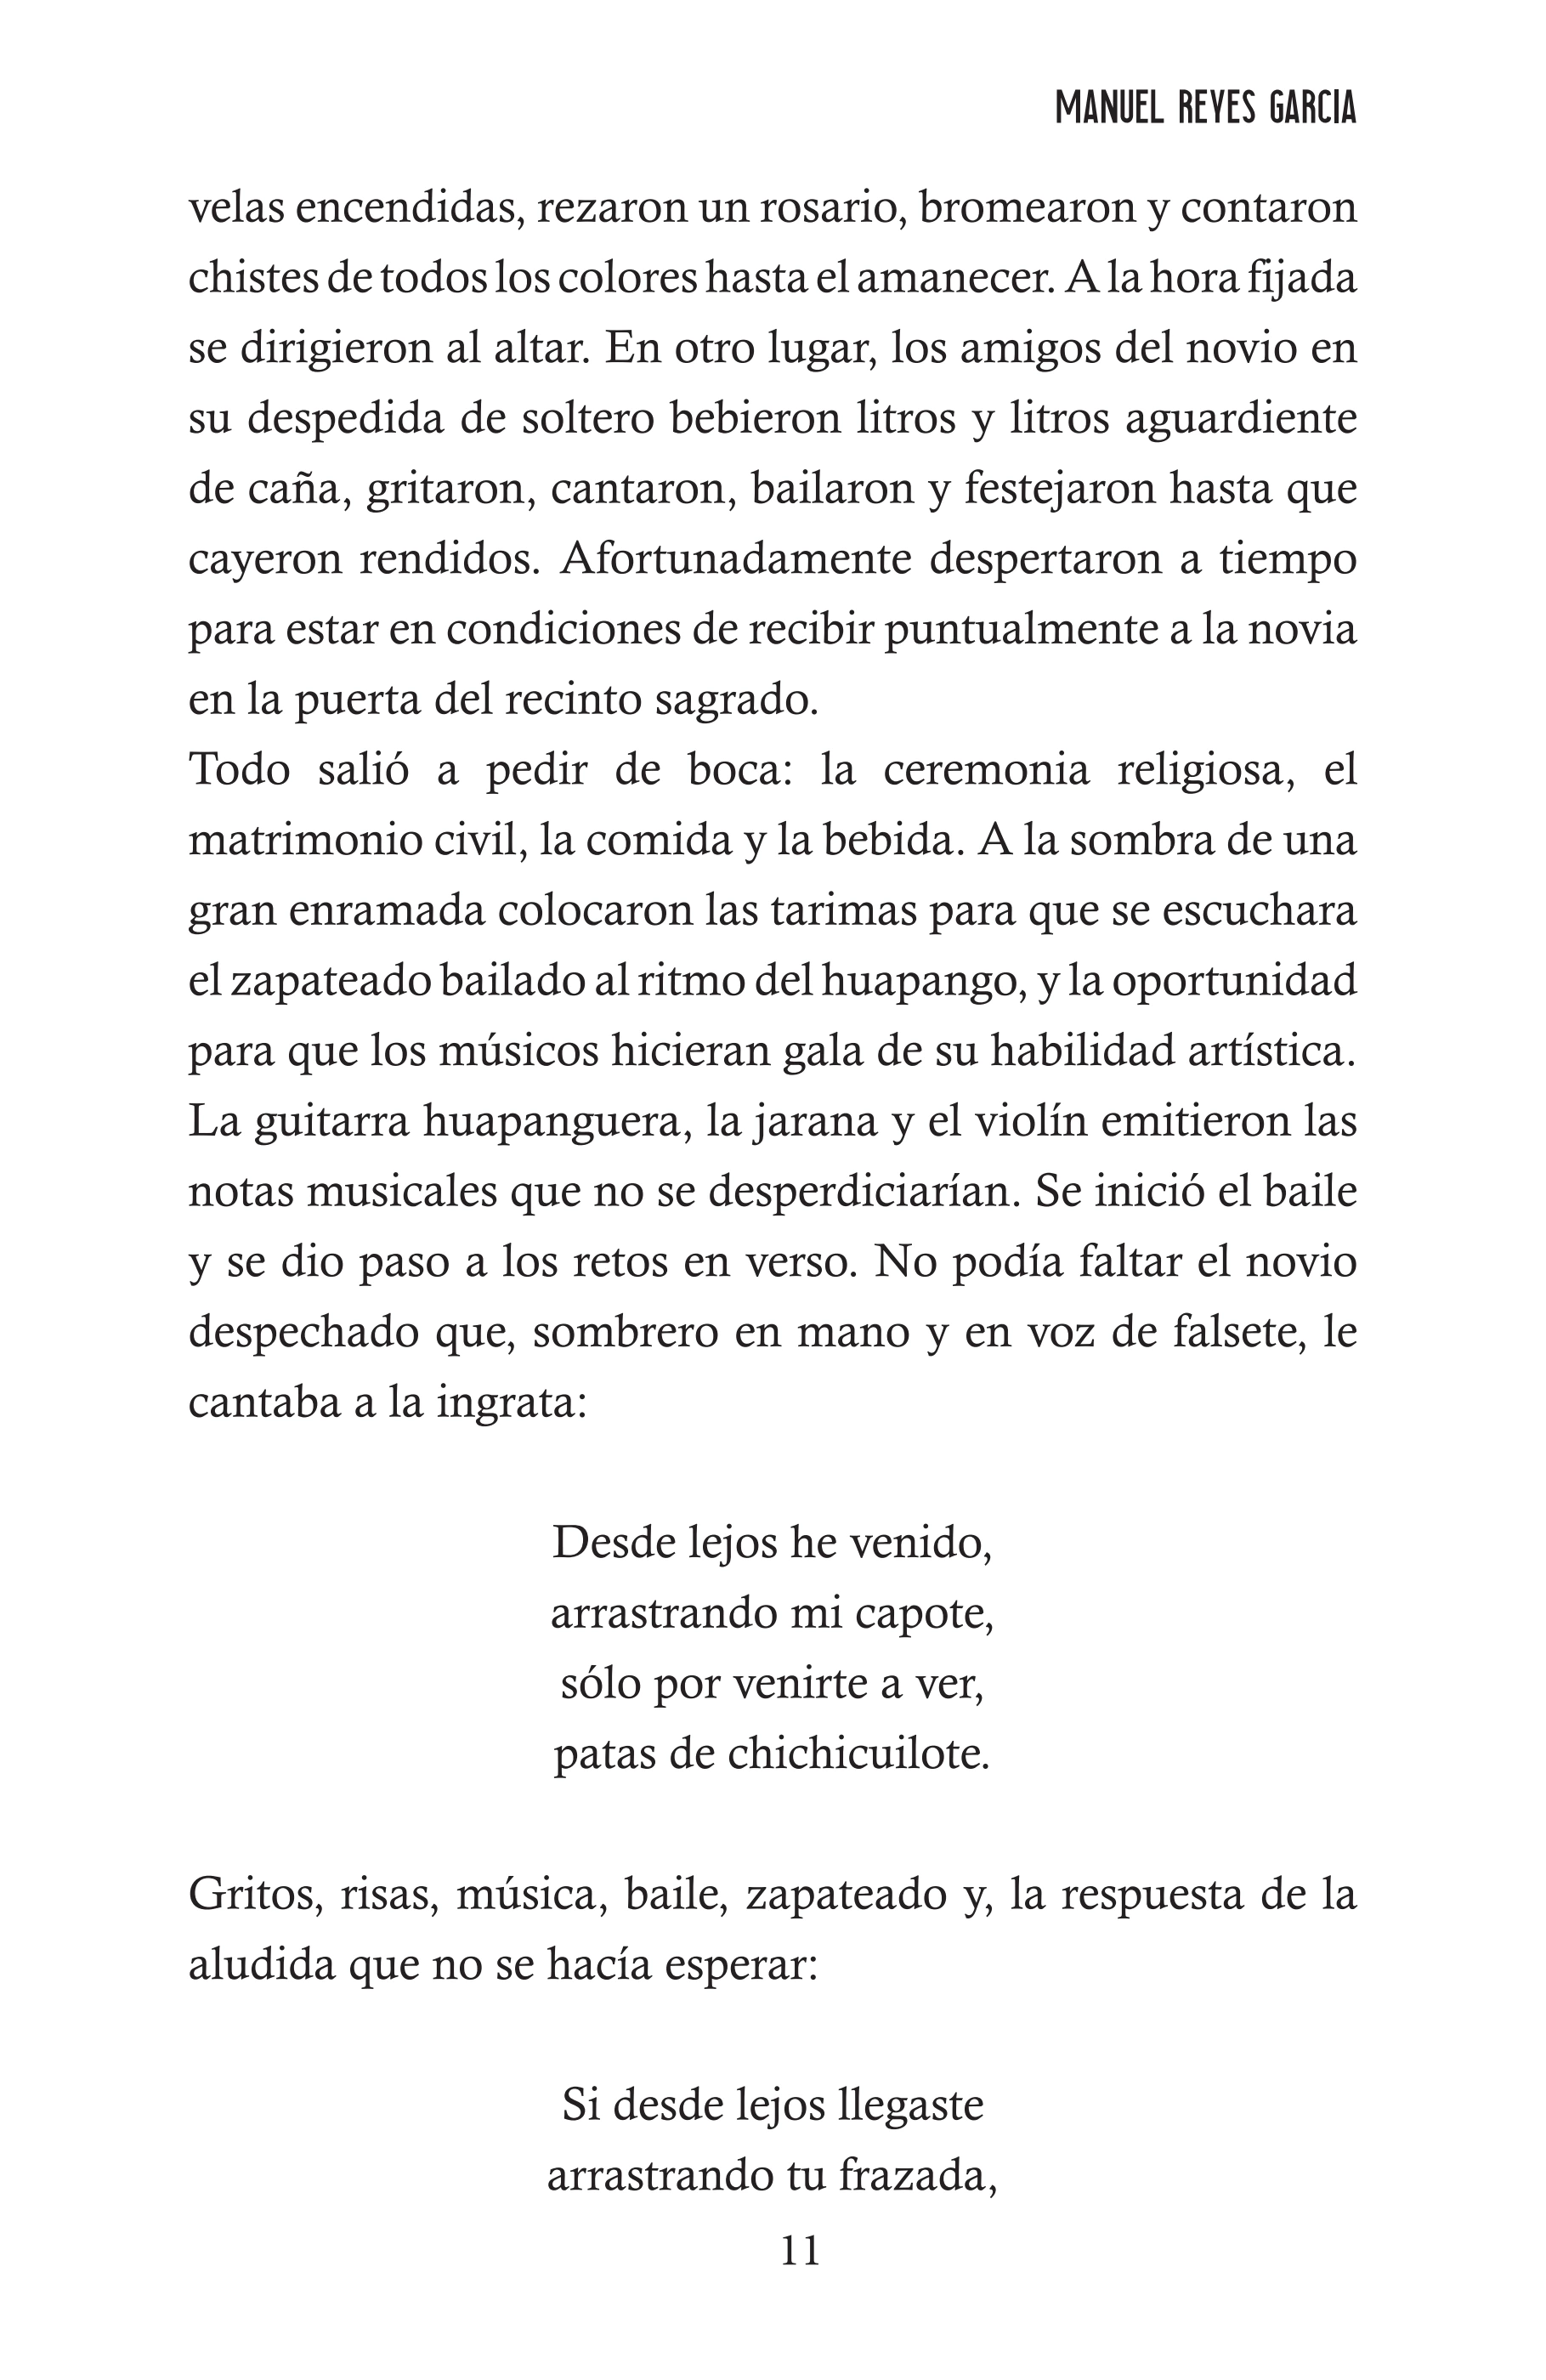 MANUEL REYES GARCIA
velas encendidas, rezaron un rosario, bromearon y contaron
chistes de todos los colores hasta el amanecer. A la hora fijada
se dirigieron al altar. En otro lugar, los amigos del novio en
su despedida de soltero bebieron litros y litros aguardiente
de caña, gritaron, cantaron, bailaron y festejaron hasta que
cayeron rendidos. Afortunadamente despertaron a tiempo
para estar en condiciones de recibir puntualmente a la novia
en la puerta del recinto sagrado.
Todo salió a pedir de boca: la ceremonia religiosa, el
matrimonio civil, la comida y la bebida. A la sombra de una
gran enramada colocaron las tarimas para que se escuchara
el zapateado bailado al ritmo del huapango, y la oportunidad
para que los músicos hicieran gala de su habilidad artística.
La guitarra huapanguera, la jarana y el violín emitieron las
notas musicales que no se desperdiciarían. Se inició el baile
y se dio paso a los retos en verso. No podía faltar el novio
despechado que, sombrero en mano y en voz de falsete, le
cantaba a la ingrata:
Desde lejos he venido,
arrastrando mi capote,
sólo por venirte a ver,
patas de chichicuilote.
Gritos, risas, música, baile, zapateado y, la respuesta de la
aludida que no se hacía esperar:
Si desde lejos llegaste
arrastrando tu frazada,
11